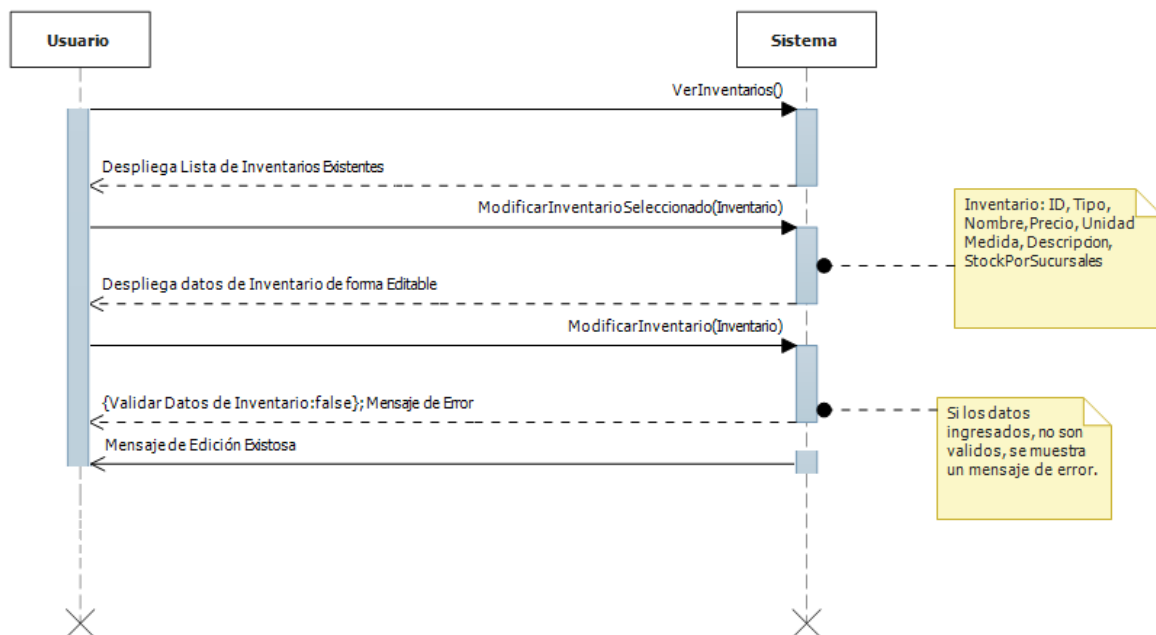 Usuario
Sistema
VerInventarios()
Despliega Lista de Inventarios Existentes
ModificarInventarioSeleccionado(Inventario)
Inventario: ID, Tipo,
Nombre, Precio, Unidad
Medida, Descripcion,
StockPorSucursales
Despliega datos de Inventario de forma Editable
ModificarInventario(Inventario)
{Validar Datos de Inventario:false}; Mensaje de Error
Si los datos
ingresados, no son
validos, se muestra
un mensaje de error.
Mensaje de Edición Existosa